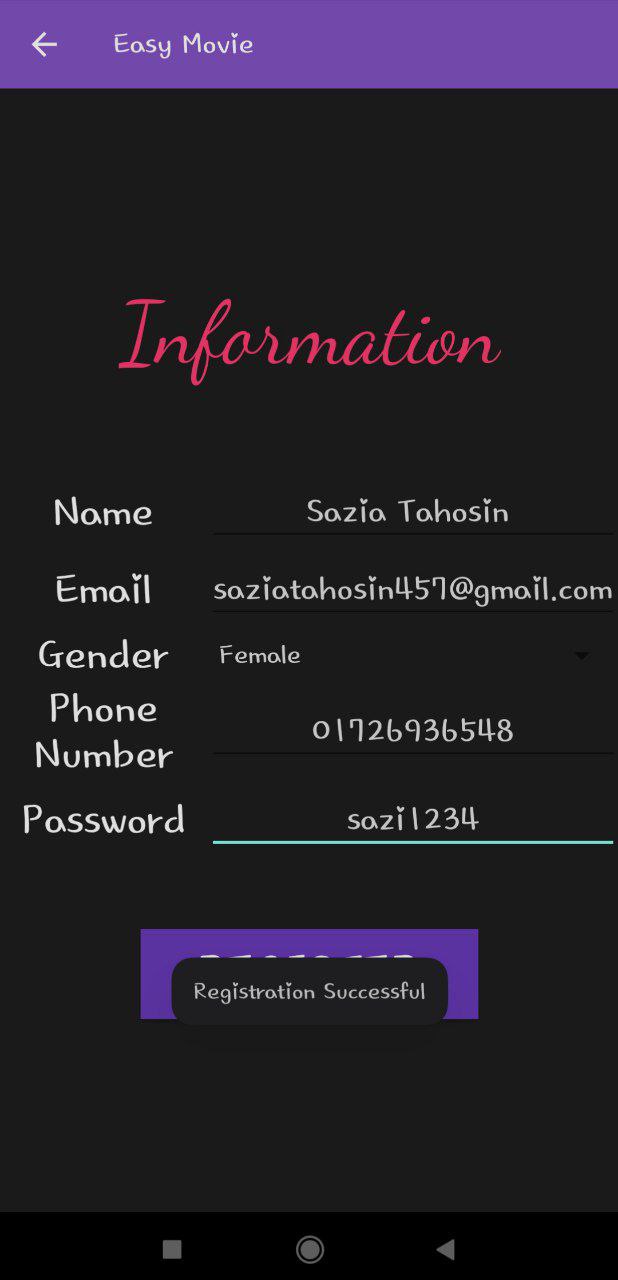 Easy Movie
Information
Name
Sazia Tahosin
Email
saziatahosin457@gmail.com
Gender
Female
Phone
Number
01726936548
Password
sazi1234
Registration Successful